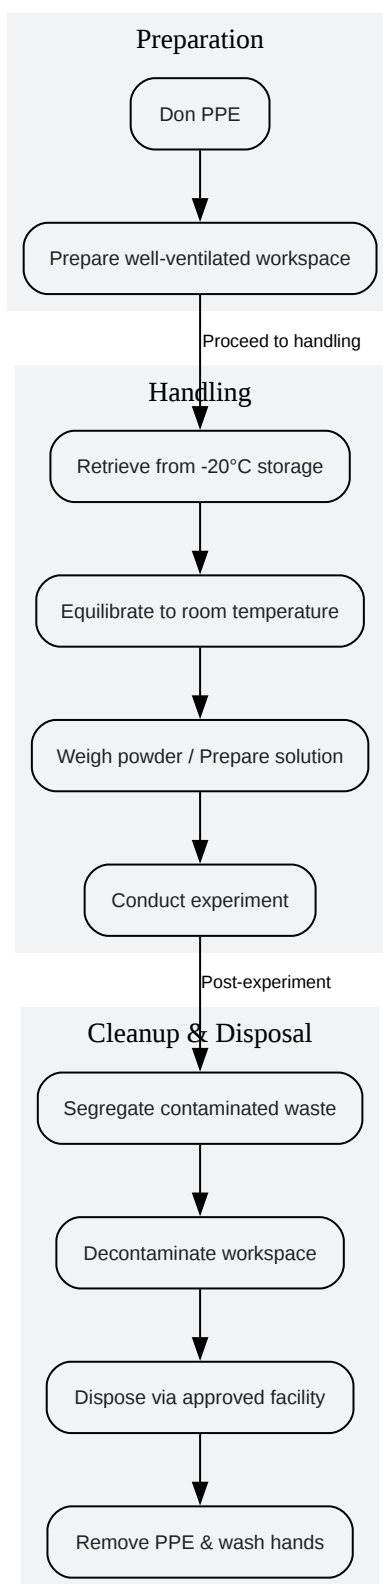 Preparation
Don PPE
Prepare well-ventilated workspace
Proceed to handling
Handling
Retrieve from -20°C storage
Equilibrate to room temperature
Weigh powder / Prepare solution
Conduct experiment
Post-experiment
Cleanup & Disposal
Segregate contaminated waste
Decontaminate workspace
Dispose via approved facility
Remove PPE & wash hands